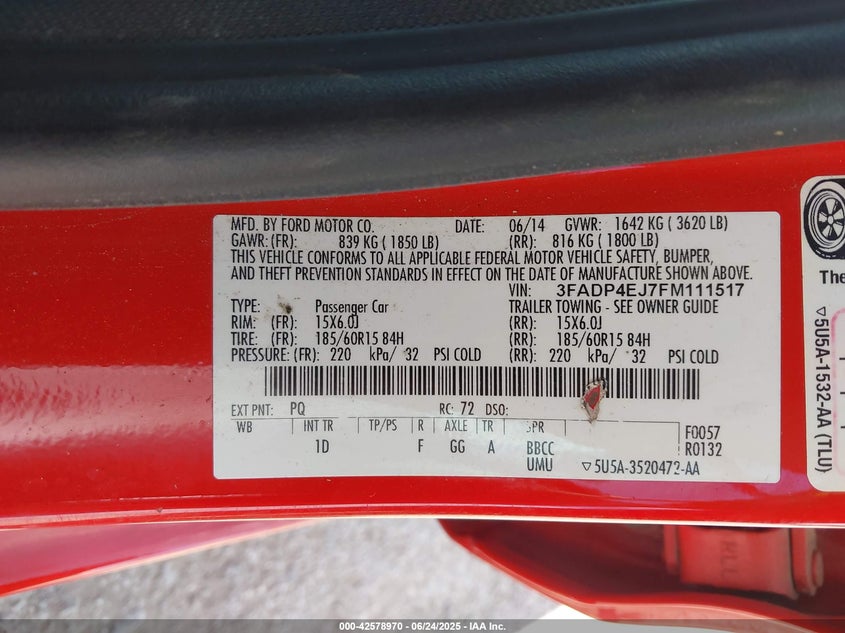 MFD. BY FORD MOTOR CO. DATE: 06/14 GVWR: 1642 KG ( 3620 LB)
GAWR: (FR): 839 KG ( 1850 LB) (RR): 816 KG ( 1800 LB)
THIS VEHICLE CONFORMS TO ALL APPLICABLE FEDERAL MOTOR VEHICLE SAFETY, BUMPER,
AND THEFT PREVENTION STANDARDS IN EFFECT ON THE DATE OF MANUFACTURE SHOWN ABOVE.
VIN: 3FADP4EJ7FM111517
TYPE: Passenger Car TRAILER TOWING - SEE OWNER GUIDE
RIM: (FR): 15X6.0J (RR): 15X6.0J
TIRE: (FR): 185/60R15 84H (RR): 185/60R15 84H
PRESSURE: (FR): 220 kPa/ 32 PSI COLD (RR): 220 kPa/ 32 PSI COLD
EXT PNT: PQ RC: 72 DSO:
WB INT TR TP/PS R AXLE TR SPR F0057
1D F GG A BBCC R0132
UMU ▽5U5A-3520472-AA
The
▽5U5A-1532-AA (TLU)
RLL
000-42578970 - 06/24/2025 - IAA Inc.